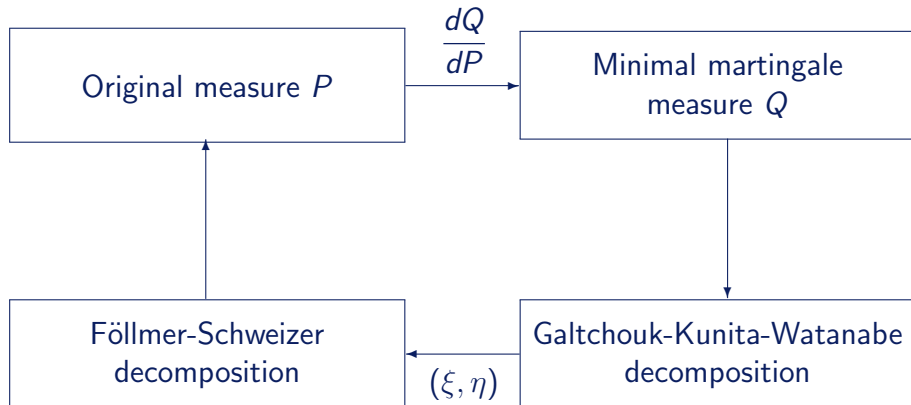 Original measure P
dQ
dP
Minimal martingale
measure Q
Föllmer-Schweizer
decomposition
(ξ, η)
Galtchouk-Kunita-Watanabe
decomposition